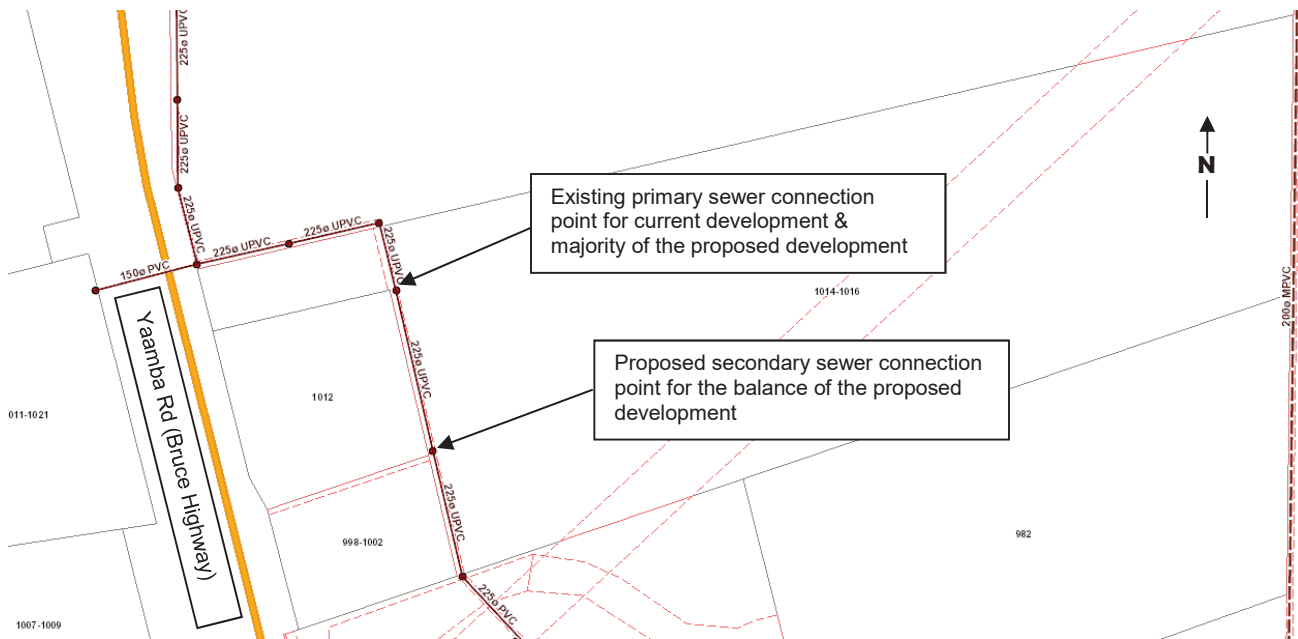 225ø UPVC
225ø UPVC
225ø UPVC
225ø UPVC
225ø UPVC
150ø PVC
225ø UPVC
N
Existing primary sewer connection
point for current development &
majority of the proposed development
1014-1016
200ø MPVC
Proposed secondary sewer connection
point for the balance of the proposed
development
225ø UPVC
1012
Yaamba Rd (Bruce Highway)
011-1021
225ø UPVC
998-1002
982
225ø PVC
1007-1009